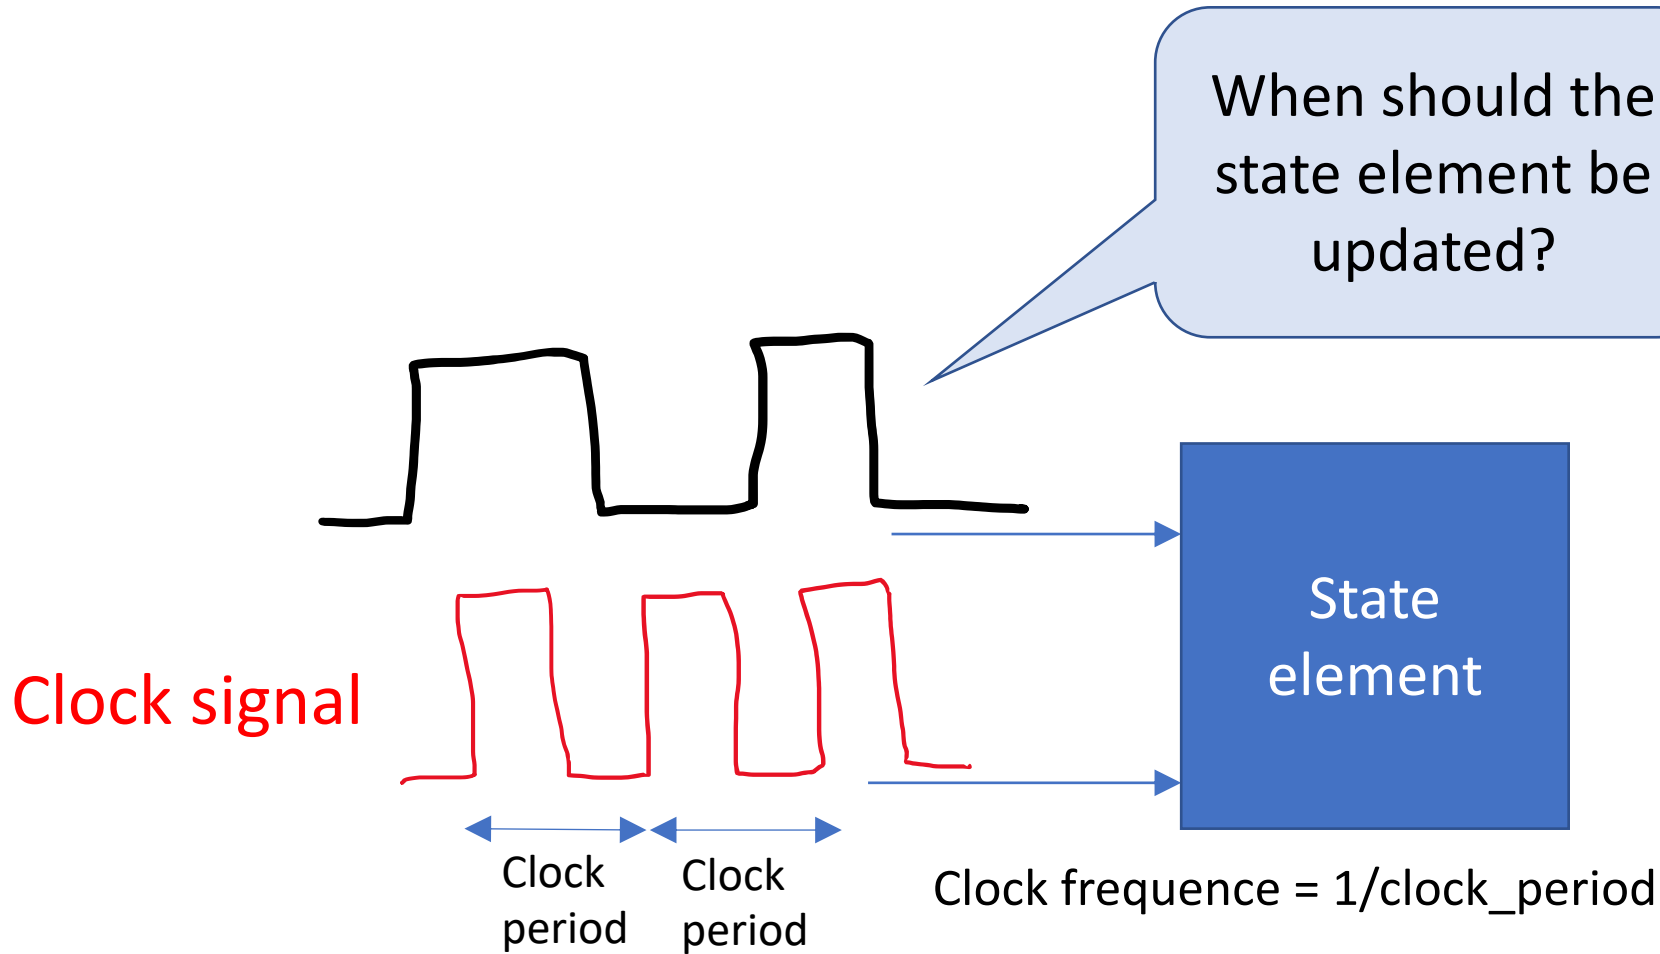 When should the
state element be
updated?
State
element
Clock signal
Clock
period
Clock
period
Clock frequence = 1/clock_period